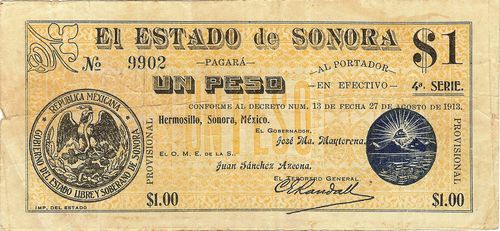 El ESTADO de SONORA $1
Nº 9902 PAGARÁ AL PORTADOR
UN PESO EN EFECTIVO 4ª SERIE.
CONFORME AL DECRETO NUM. 13 DE FECHA 27 DE AGOSTO DE 1913.
REPUBLICA MEXICANA
GOBIERNO DEL ESTADO LIBRE Y SOBERANO DE SONORA
PROVISIONAL
Hermosillo, Sonora, México.
EL GOBERNADOR,
José Ma. Maytorena.
EL O. M. E. DE LA S.
Juan Sánchez Azcona.
EL TESORERO GENERAL
CERandall
PROVISIONAL
$1.00 $1.00
IMP. DEL ESTADO